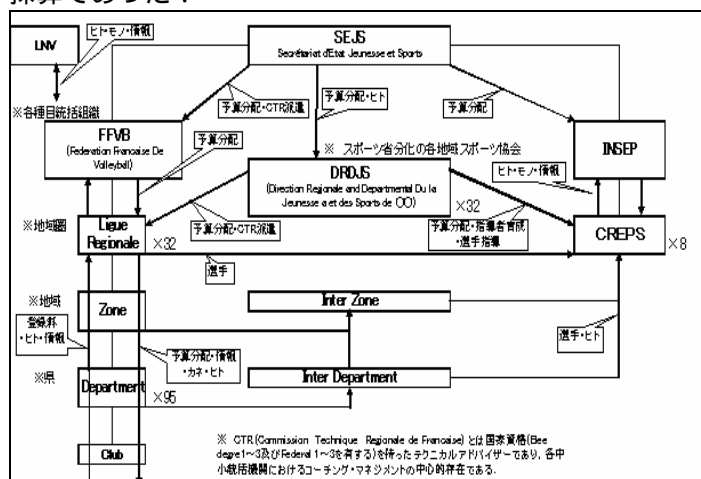 LNV
ヒト・モノ・情報
SEJS
Secrétariat d'Etat Jeunesse et Sports
予算分配・CTR派遣
予算分配・ヒト
予算分配
※各種目統括組織
FFVB
(Federation Francaise De
Volleyball)
予算分配
※ スポーツ省分化の各地域スポーツ協会
DRDJS
(Direction Regionale and Departmental Du la
Jeunesse a et des Sports de 〇〇)
×32
INSEP
ヒト・モノ・情報
※地域圏
Ligue
Regionale
×32
予算分配・CTR派遣
予算分配・指導者育成
・選手指導
CREPS
×8
選手
※地域
Zone
Inter Zone
登録料
・ヒト・情報
予算分配・情報
・カネ・ヒト
選手・ヒト
※県
Department
×95
Inter Department
Club
※ CTR(Commission Technique Regionale de Francaise) とは国家資格(Bee
degre1~3及びFederal 1~3を有する)を持ったテクニカルアドバイザーであり、各中
小統括機関におけるコーチング・マネジメントの中心的存在である.